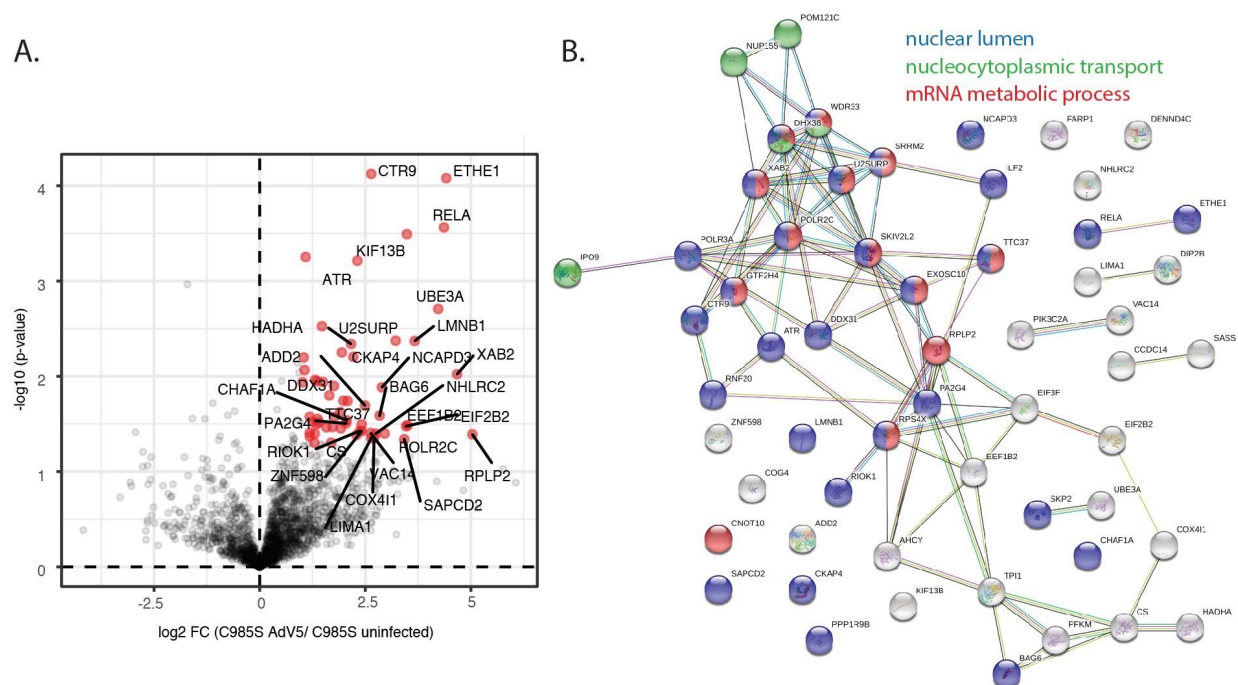 A.
4
3
2
1
0
-log10 (p-value)
-2.5
0
2.5
5
log2 FC (C985S AdV5/ C985S uninfected)
CTR9
ETHE1
RELA
KIF13B
ATR
UBE3A
HADHA
U2SURP
LMNB1
ADD2
CKAP4
NCAPD3
XAB2
CHAF1A
DDX31
BAG6
NHLRC2
PA2G4
TTC37
EEF1B2
EIF2B2
RIOK1
CS
POLR2C
ZNF598
VAC14
RPLP2
COX4I1
SAPCD2
LIMA1
B.
nuclear lumen
nucleocytoplasmic transport
mRNA metabolic process
POM121C
NUP155
WDR33
DHX38
NCAPD3
FARP1
DENND4C
SRRM2
XAB2
U2SURP
ILF2
NHLRC2
RELA
ETHE1
POLR2C
POLR3A
SKIV2L2
TTC37
IPO9
LIMA1
DIP2B
GTF2H4
EXOSC10
CTR9
DDX31
ATR
PIK3C2A
VAC14
RPLP2
CCDC14
SASS
RNF20
PA2G4
EIF3F
ZNF598
LMNB1
RPS4X
EIF2B2
COG4
RIOK1
EEF1B2
SKP2
UBE3A
CNOT10
ADD2
AHCY
CHAF1A
COX4I1
SAPCD2
CKAP4
KIF13B
TPI1
PPP1R9B
PFKM
CS
HADHA
BAG6